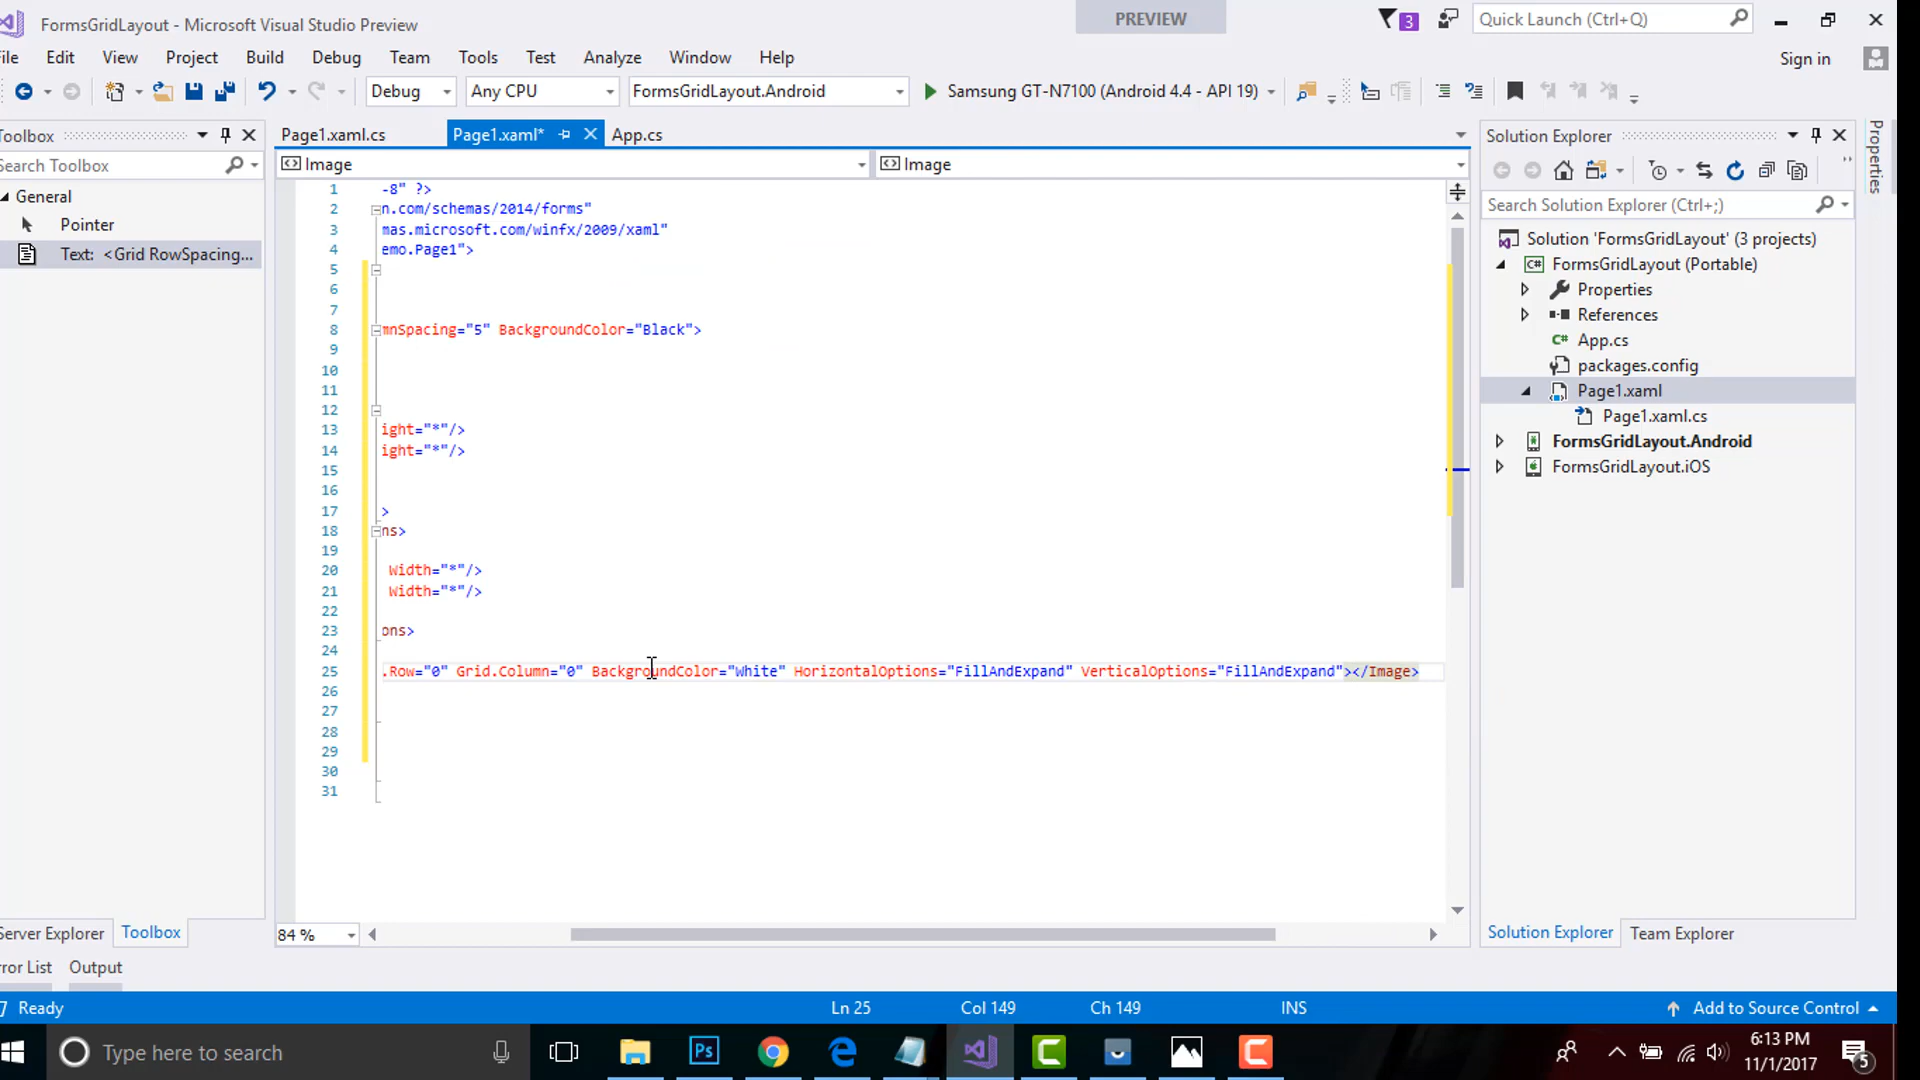 FormsGridLayout - Microsoft Visual Studio Preview
PREVIEW
3
Quick Launch (Ctrl+Q)
File Edit View Project Build Debug Team Tools Test Analyze Window Help
Sign in
Debug Any CPU FormsGridLayout.Android Samsung GT-N7100 (Android 4.4 - API 19)
Toolbox
Search Toolbox
General
Pointer
Text: <Grid RowSpacing...
Page1.xaml.cs Page1.xaml* App.cs
Image Image
1 -8" ?>
2 n.com/schemas/2014/forms"
3 mas.microsoft.com/winfx/2009/xaml"
4 emo.Page1">
5
6
7
8 mnSpacing="5" BackgroundColor="Black">
9
10
11
12
13 ight="*"/>
14 ight="*"/>
15
16
17 >
18 ns>
19
20 Width="*"/>
21 Width="*"/>
22
23 ons>
24
25 .Row="0" Grid.Column="0" BackgroundColor="White" HorizontalOptions="FillAndExpand" VerticalOptions="FillAndExpand"></Image>
26
27
28
29
30
31
84 %
Solution Explorer
Search Solution Explorer (Ctrl+;)
Solution 'FormsGridLayout' (3 projects)
C# FormsGridLayout (Portable)
Properties
References
C# App.cs
packages.config
Page1.xaml
Page1.xaml.cs
FormsGridLayout.Android
FormsGridLayout.iOS
Properties
Server Explorer Toolbox
Solution Explorer Team Explorer
rror List Output
Ready Ln 25 Col 149 Ch 149 INS Add to Source Control
Type here to search
Ps
6:13 PM
11/1/2017
5